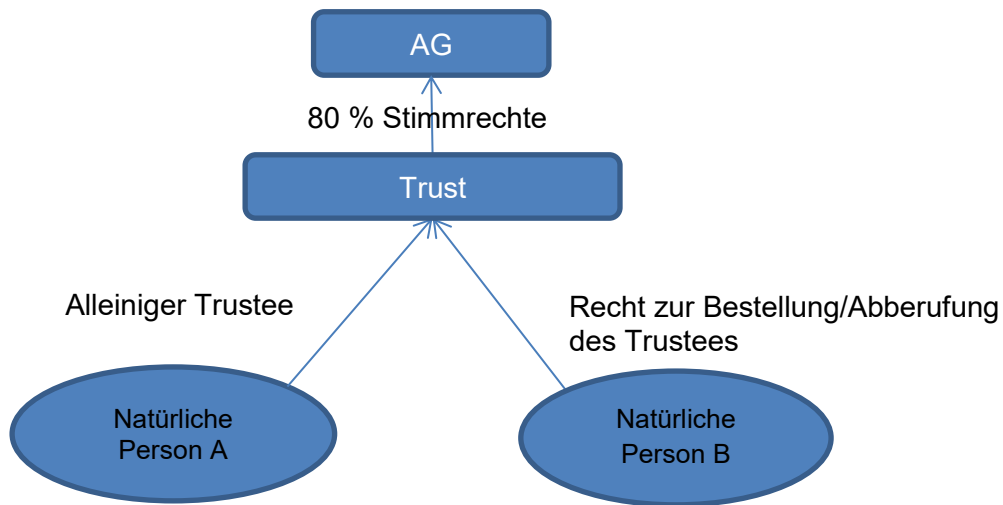 AG
80 % Stimmrechte
Trust
Alleiniger Trustee
Recht zur Bestellung/Abberufung
des Trustees
Natürliche
Person A
Natürliche
Person B